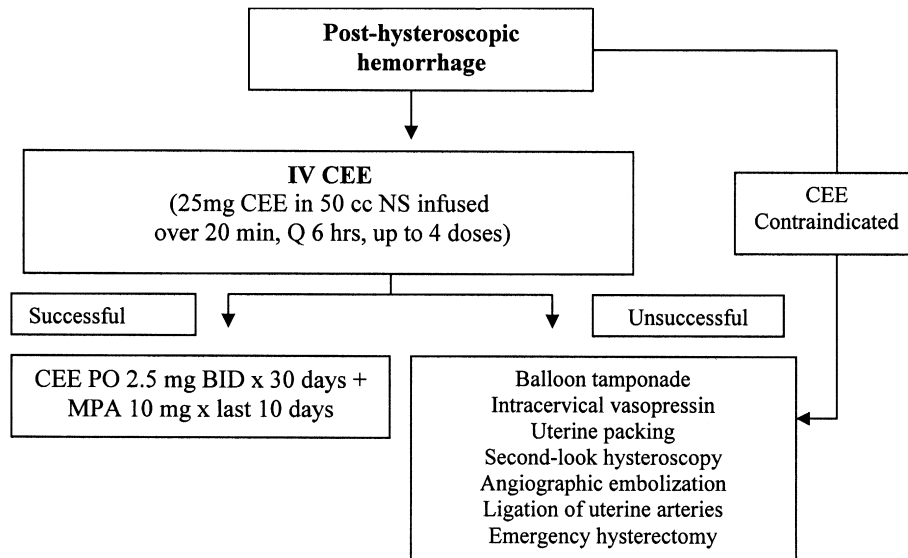 Post-hysteroscopic
hemorrhage
IV CEE
(25mg CEE in 50 cc NS infused
over 20 min, Q 6 hrs, up to 4 doses)
CEE
Contraindicated
Successful
Unsuccessful
CEE PO 2.5 mg BID x 30 days +
MPA 10 mg x last 10 days
Balloon tamponade
Intracervical vasopressin
Uterine packing
Second-look hysteroscopy
Angiographic embolization
Ligation of uterine arteries
Emergency hysterectomy